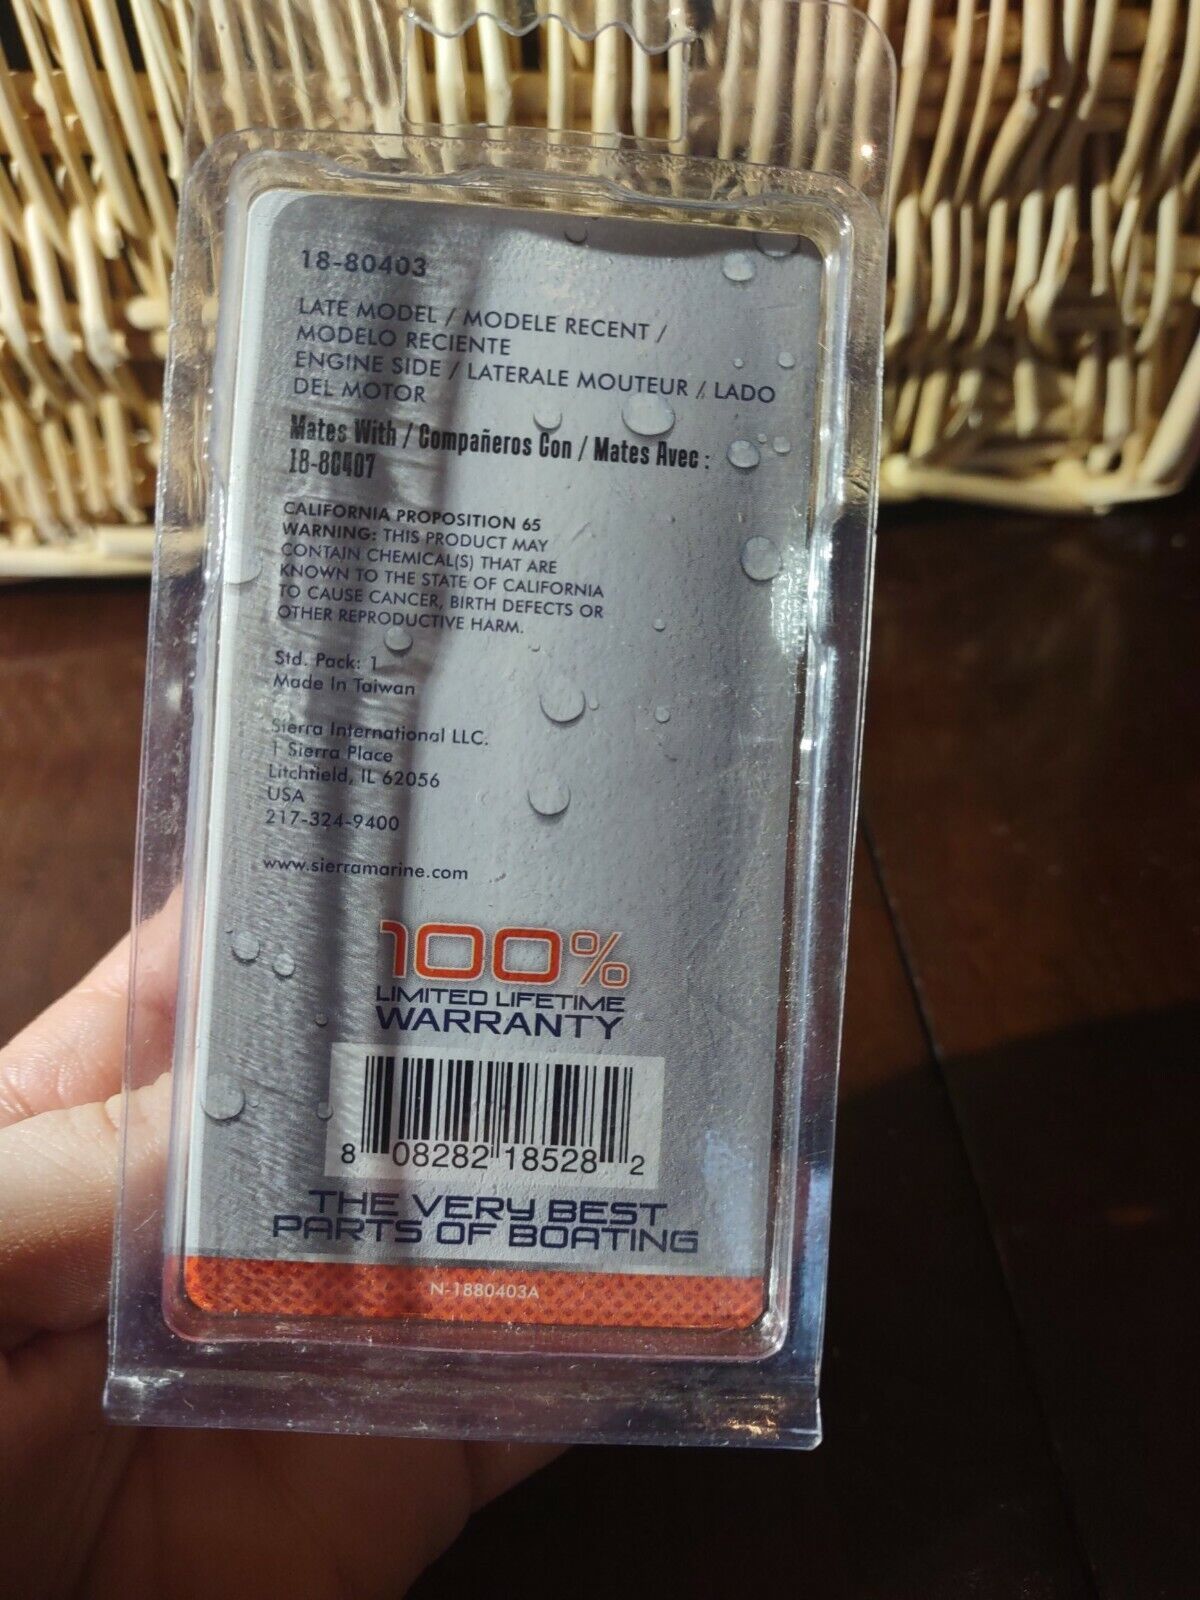 18-80403
LATE MODEL / MODELE RECENT /
MODELO RECIENTE
ENGINE SIDE / LATERALE MOUTEUR / LADO
DEL MOTOR
Mates With / Compañeros Con / Mates Avec :
18-80407
CALIFORNIA PROPOSITION 65
WARNING: THIS PRODUCT MAY
CONTAIN CHEMICAL(S) THAT ARE
KNOWN TO THE STATE OF CALIFORNIA
TO CAUSE CANCER, BIRTH DEFECTS OR
OTHER REPRODUCTIVE HARM.
Std. Pack: 1
Made In Taiwan
Sierra International LLC.
1 Sierra Place
Litchfield, IL 62056
USA
217-324-9400
www.sierramarine.com
100%
LIMITED LIFETIME
WARRANTY
8 08282 18528 2
THE VERY BEST
PARTS OF BOATING
N-1880403A